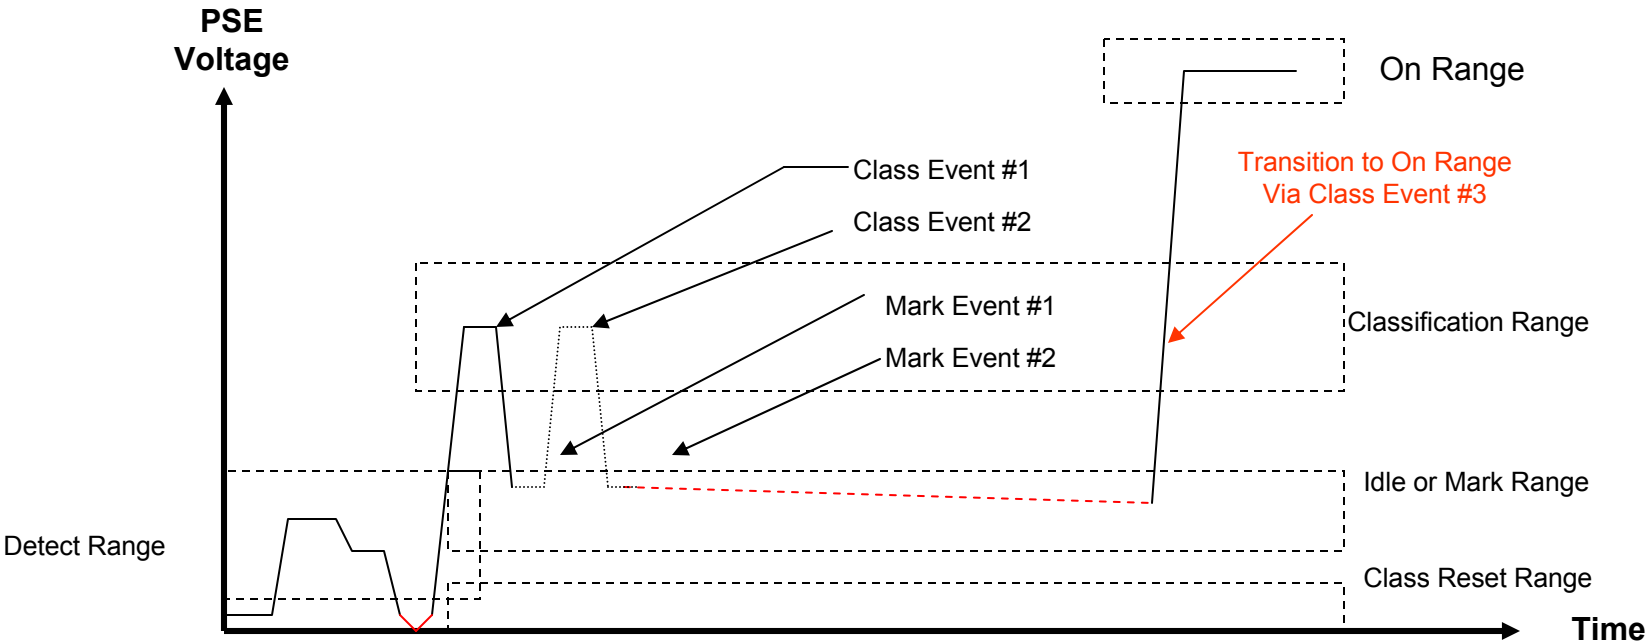 PSE
Voltage
On Range
Class Event #1
Transition to On Range
Via Class Event #3
Class Event #2
Mark Event #1
Classification Range
Mark Event #2
Idle or Mark Range
Detect Range
Class Reset Range
Time